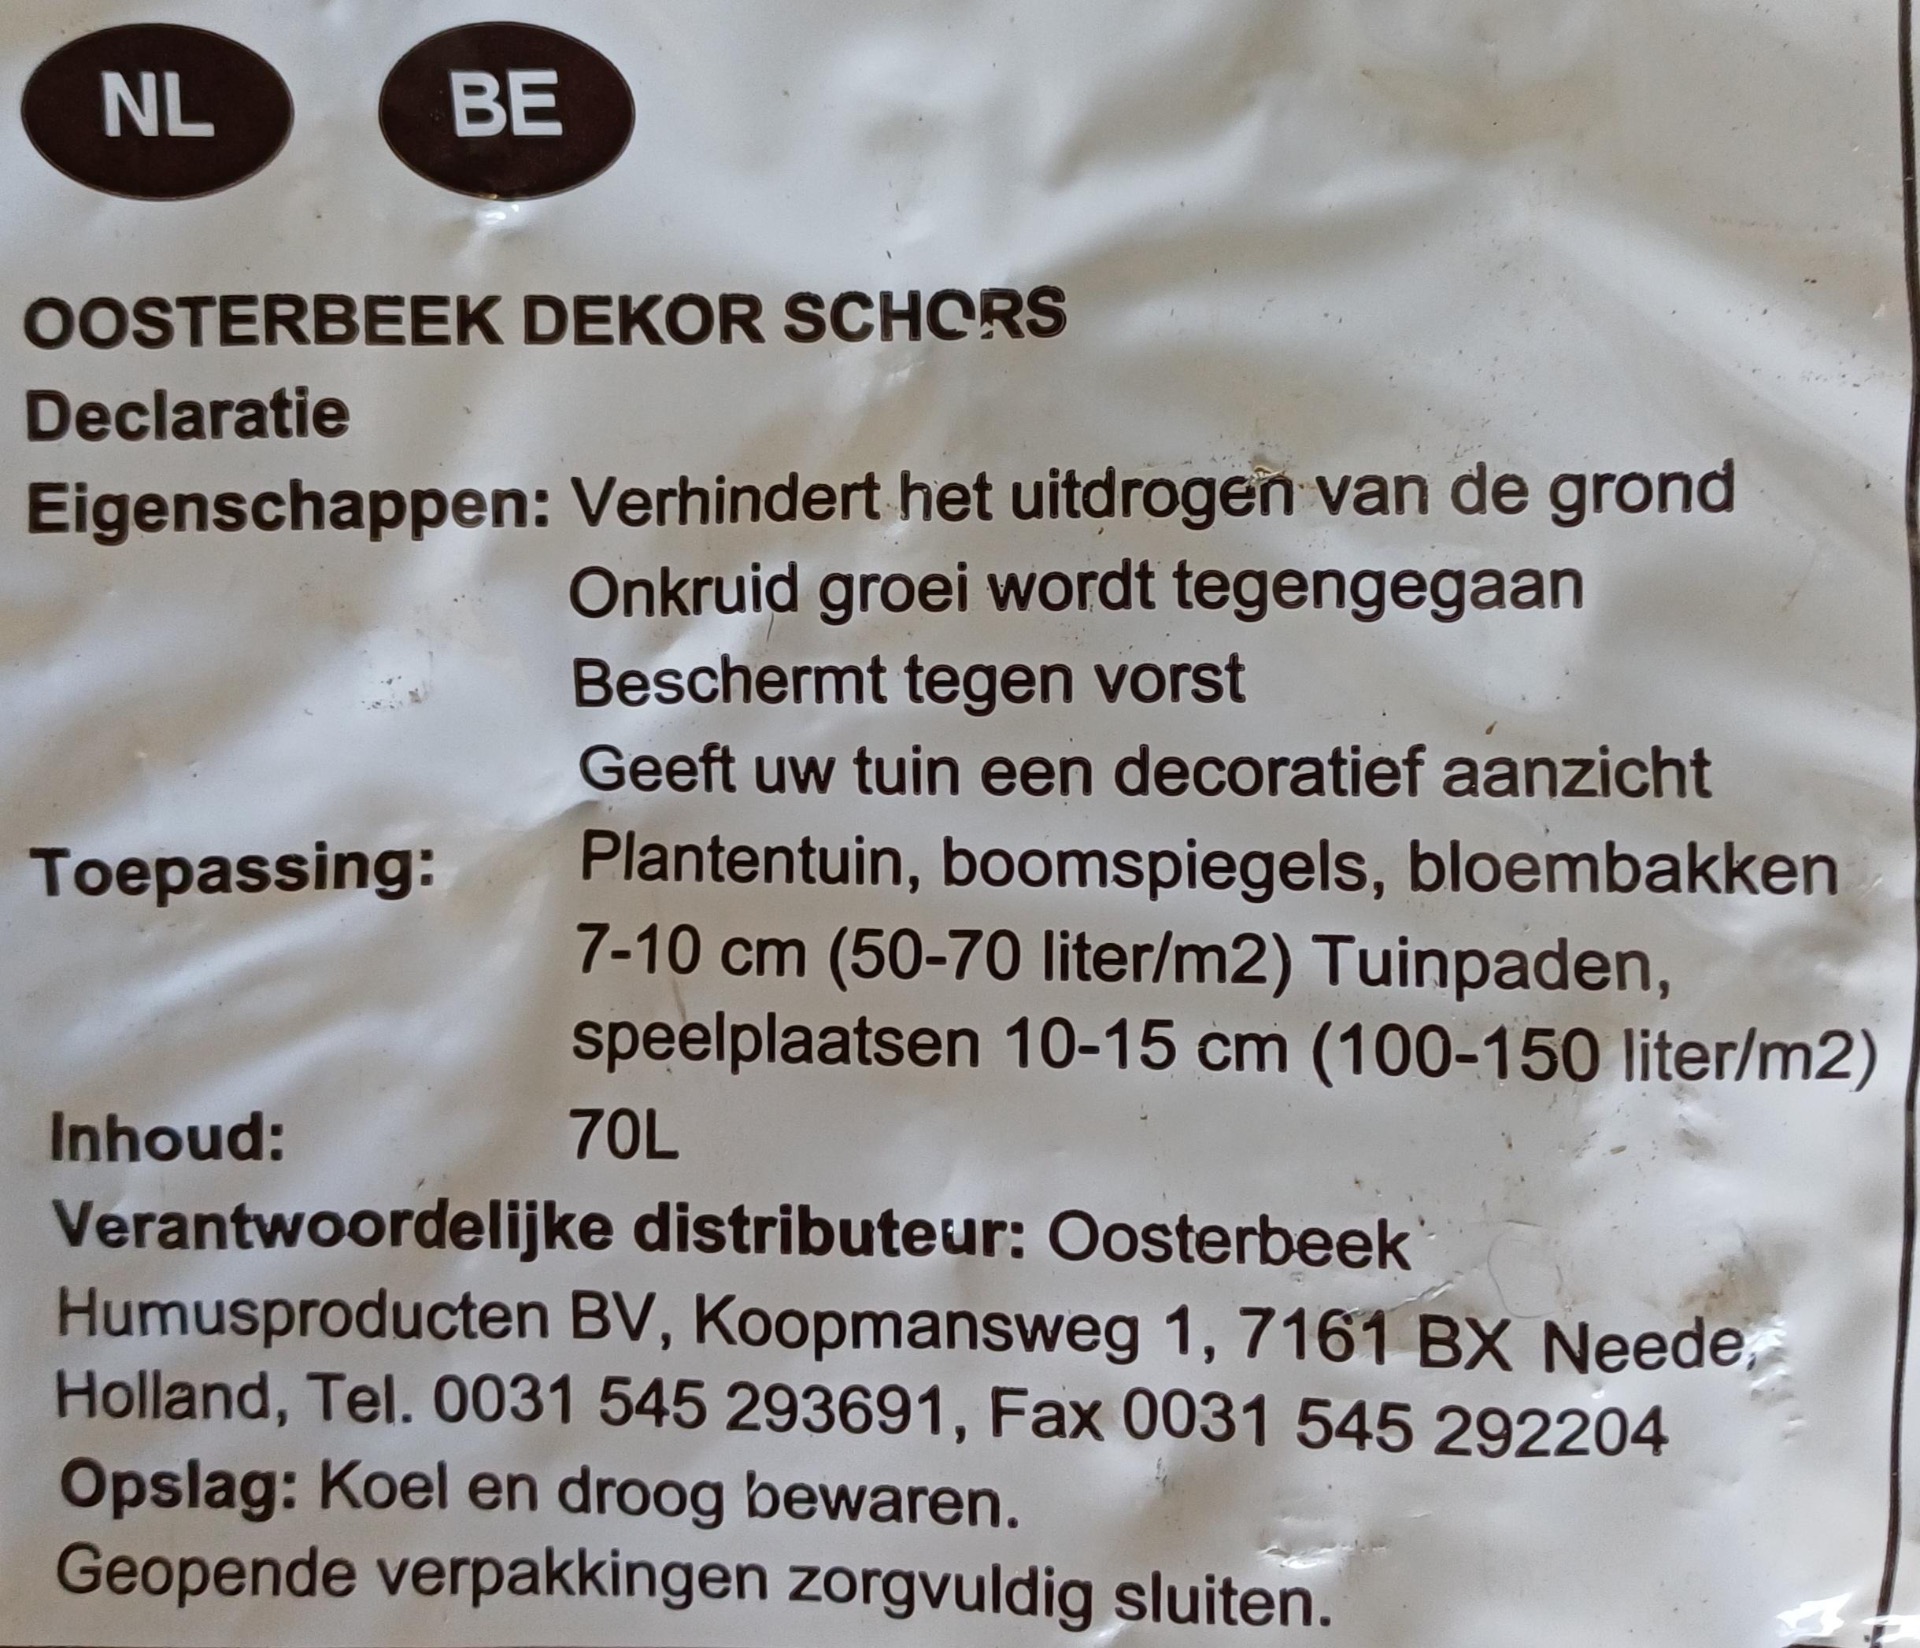 NL BE
OOSTERBEEK DEKOR SCHORS
Declaratie
Eigenschappen: Verhindert het uitdrogen van de grond
Onkruid groei wordt tegengegaan
Beschermt tegen vorst
Geeft uw tuin een decoratief aanzicht
Toepassing: Plantentuin, boomspiegels, bloembakken
7-10 cm (50-70 liter/m2) Tuinpaden,
speelplaatsen 10-15 cm (100-150 liter/m2)
Inhoud: 70L
Verantwoordelijke distributeur: Oosterbeek
Humusproducten BV, Koopmansweg 1, 7161 BX Neede,
Holland, Tel. 0031 545 293691, Fax 0031 545 292204
Opslag: Koel en droog bewaren.
Geopende verpakkingen zorgvuldig sluiten.